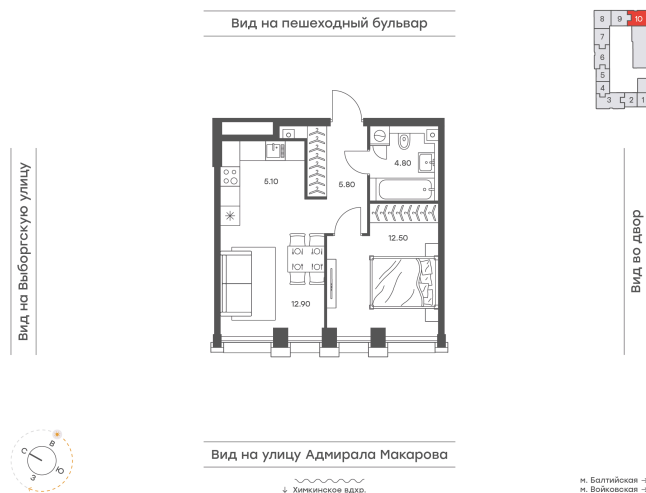 Вид на пешеходный бульвар
8 9 10
7
6
5
4
3 2 1
4.80
5.10
5.80
12.50
12.90
Вид на Выборгскую улицу
Вид во двор
В
С
Ю
З
Вид на улицу Адмирала Макарова
↓ Химкинское вдхр.
м. Балтийская
м. Войковская